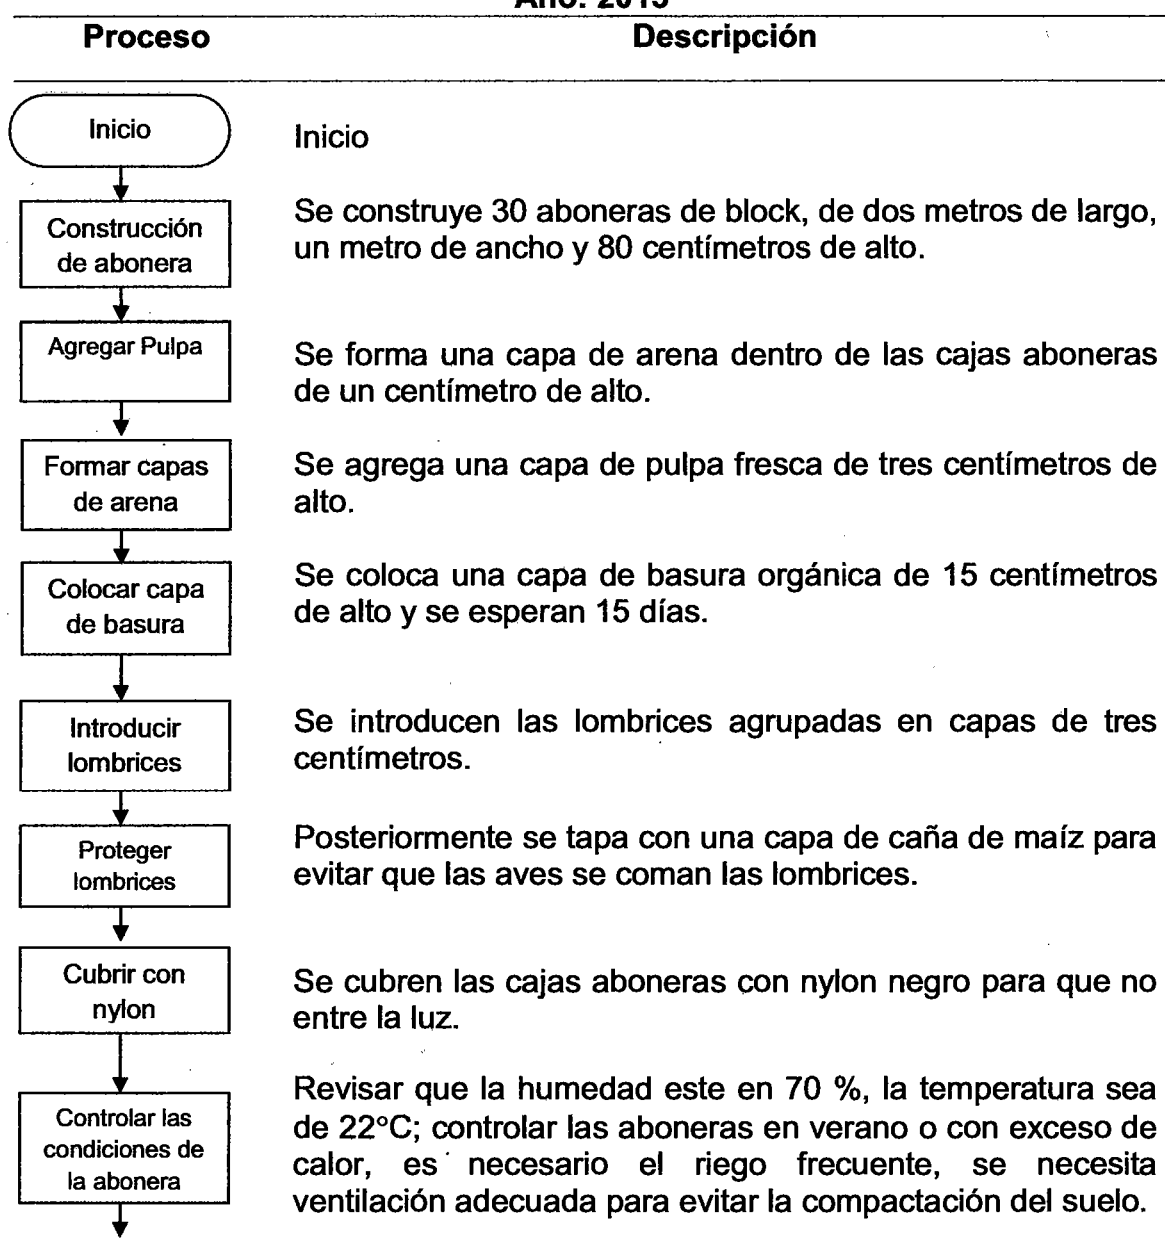 Año: 2015
Proceso Descripción
Inicio
Inicio
Construcción
de abonera
Se construye 30 aboneras de block, de dos metros de largo,
un metro de ancho y 80 centímetros de alto.
Agregar Pulpa
Se forma una capa de arena dentro de las cajas aboneras
de un centímetro de alto.
Formar capas
de arena
Se agrega una capa de pulpa fresca de tres centímetros de
alto.
Colocar capa
de basura
Se coloca una capa de basura orgánica de 15 centímetros
de alto y se esperan 15 días.
Introducir
lombrices
Se introducen las lombrices agrupadas en capas de tres
centímetros.
Proteger
lombrices
Posteriormente se tapa con una capa de caña de maíz para
evitar que las aves se coman las lombrices.
Cubrir con
nylon
Se cubren las cajas aboneras con nylon negro para que no
entre la luz.
Controlar las
condiciones de
la abonera
Revisar que la humedad este en 70 %, la temperatura sea
de 22°C; controlar las aboneras en verano o con exceso de
calor, es necesario el riego frecuente, se necesita
ventilación adecuada para evitar la compactación del suelo.